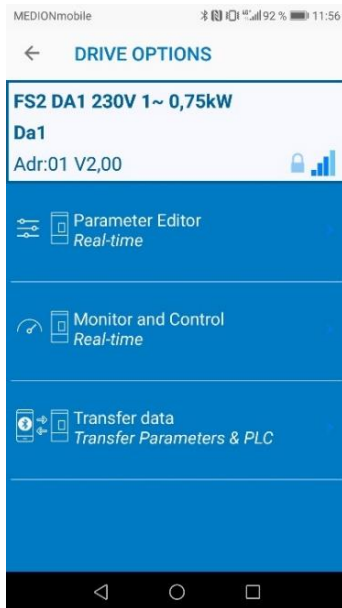 MEDIONmobile 92 % 11:56
DRIVE OPTIONS
FS2 DA1 230V 1~ 0,75kW
Da1
Adr:01 V2,00
Parameter Editor
Real-time
Monitor and Control
Real-time
Transfer data
Transfer Parameters & PLC